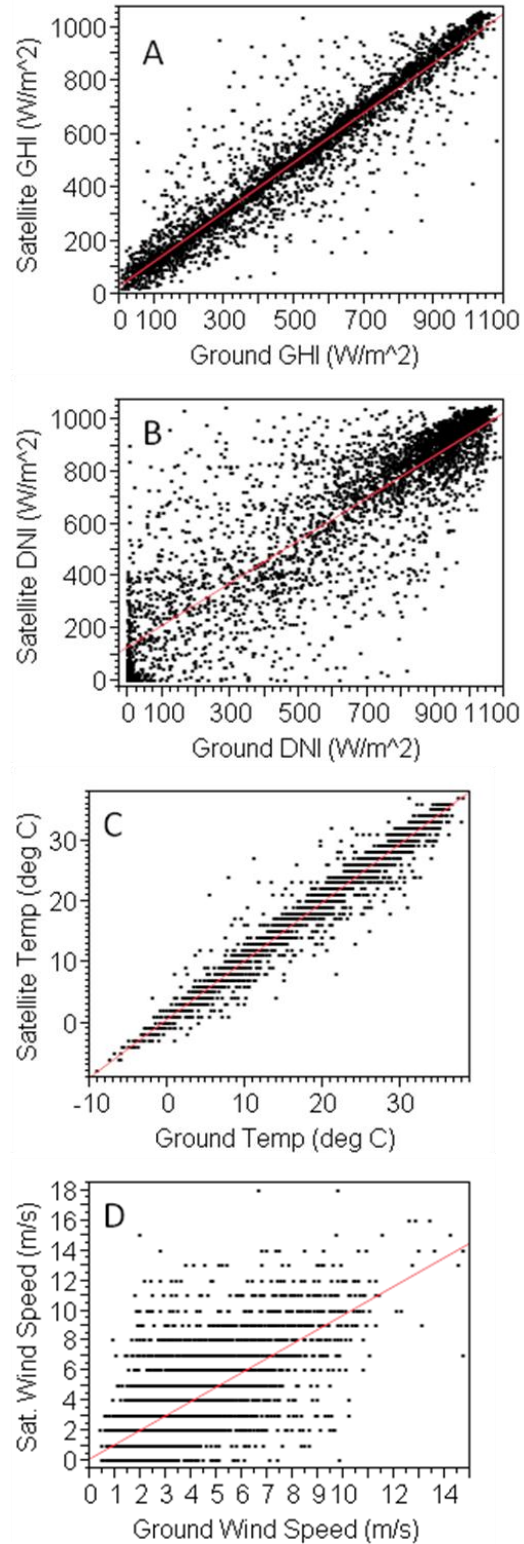 A
Satellite GHI (W/m^2)
1000
800
600
400
200
0
0 100 300 500 700 900 1100
Ground GHI (W/m^2)
B
Satellite DNI (W/m^2)
1000
800
600
400
200
0
0 100 300 500 700 900 1100
Ground DNI (W/m^2)
C
Satellite Temp (deg C)
30
20
10
0
-10 0 10 20 30
Ground Temp (deg C)
D
Sat. Wind Speed (m/s)
18
16
14
12
10
8
6
4
2
0
0 1 2 3 4 5 6 7 8 9 10 12 14
Ground Wind Speed (m/s)